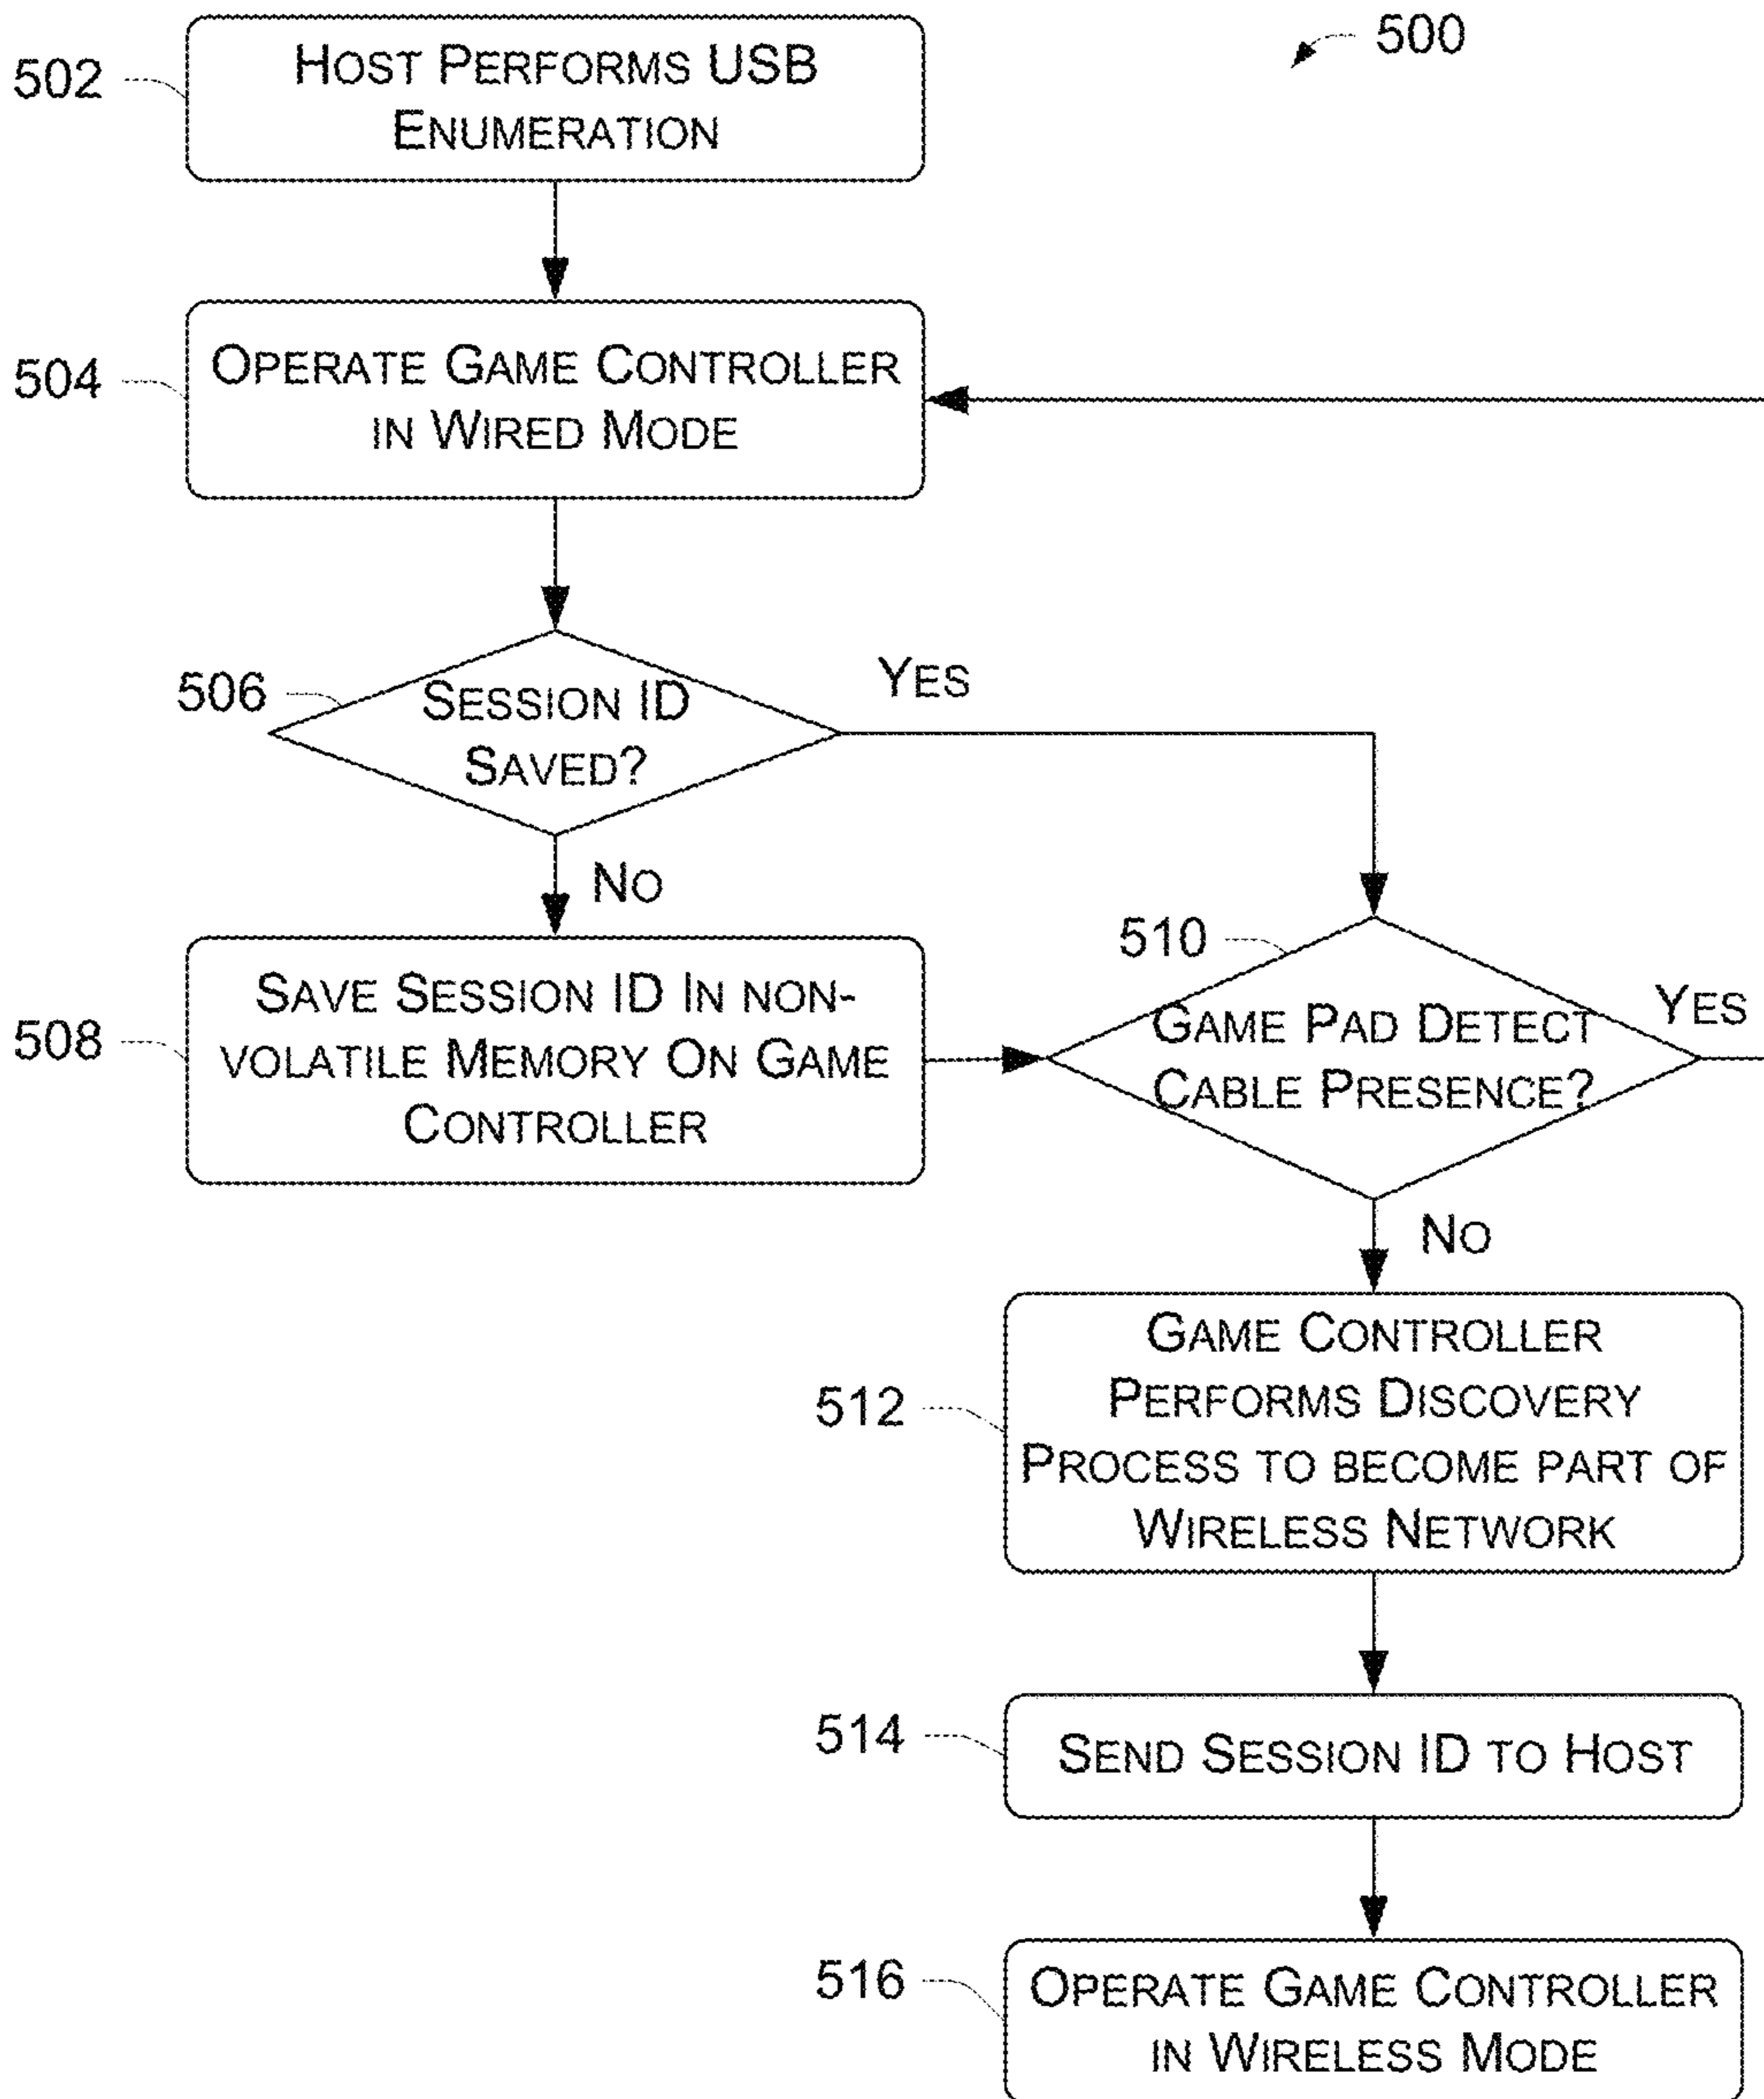 500
502
Host Performs USB
Enumeration
504
Operate Game Controller
in Wired Mode
506
Session ID
Saved?
Yes
No
508
Save Session ID In non-
volatile Memory On Game
Controller
510
Game Pad Detect
Cable Presence?
Yes
No
512
Game Controller
Performs Discovery
Process to become part of
Wireless Network
514
Send Session ID to Host
516
Operate Game Controller
in Wireless Mode